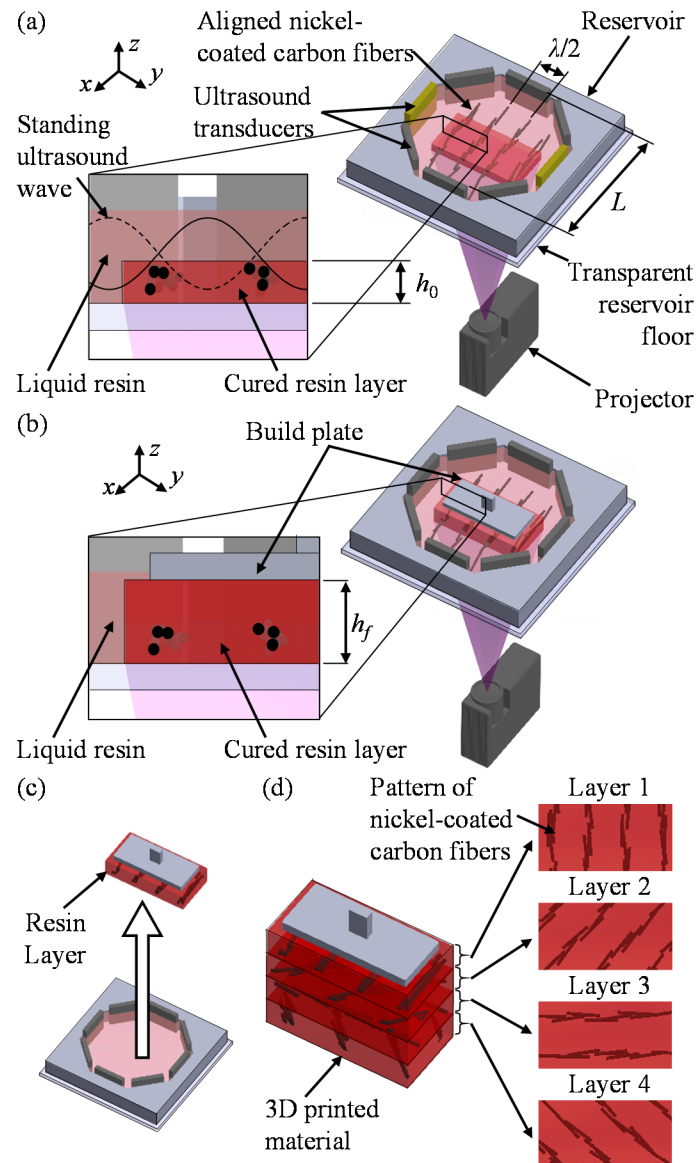 (a)
z
x
y
Aligned nickel-
coated carbon fibers
λ/2
Reservoir
Ultrasound
transducers
Standing
ultrasound
wave
L
h0
Transparent
reservoir
floor
Liquid resin
Cured resin layer
Projector
(b)
Build plate
z
x
y
hf
Liquid resin
Cured resin layer
(c)
Resin
Layer
(d)
Pattern of
nickel-coated
carbon fibers
Layer 1
Layer 2
Layer 3
Layer 4
3D printed
material